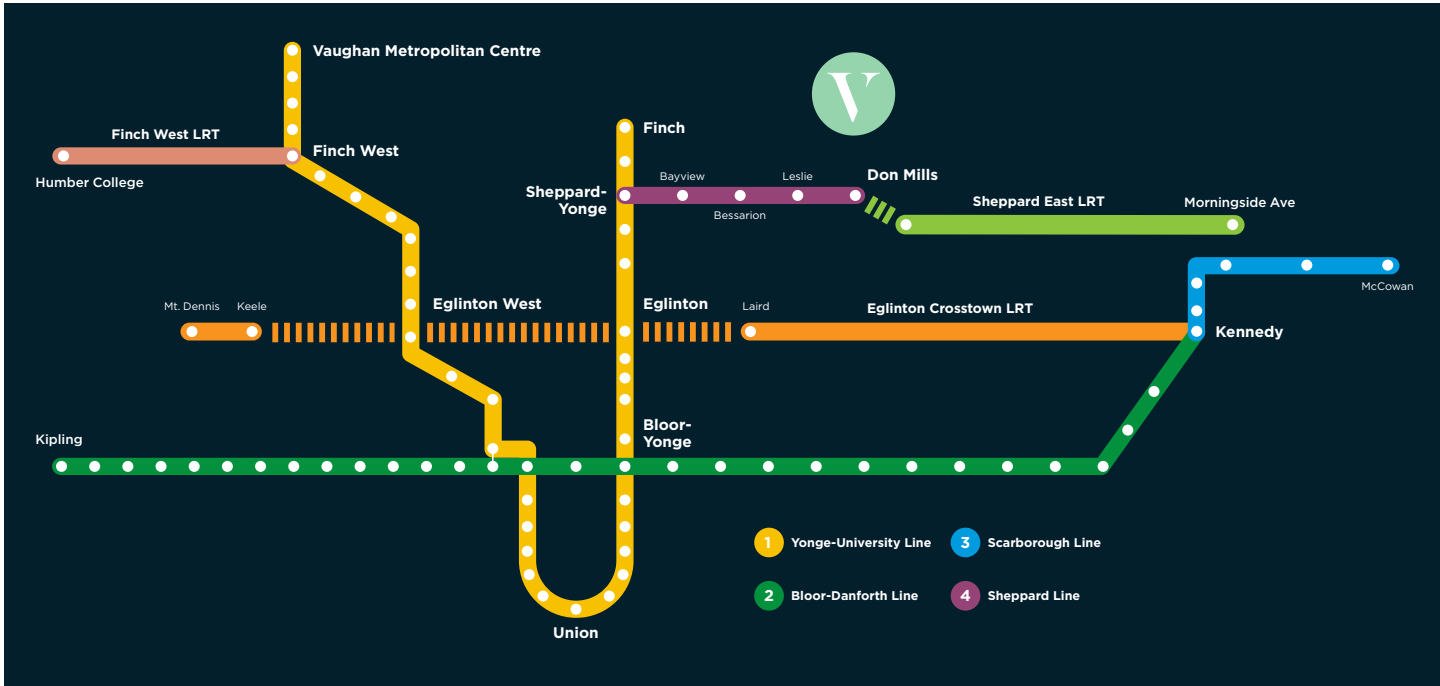 Vaughan Metropolitan Centre
V
Finch West LRT
Finch West
Humber College
Finch
Sheppard-
Yonge
Bayview
Bessarion
Leslie
Don Mills
Sheppard East LRT
Morningside Ave
McCowan
Mt. Dennis
Keele
Eglinton West
Eglinton
Laird
Eglinton Crosstown LRT
Kennedy
Kipling
Bloor-
Yonge
Union
1 Yonge-University Line
3 Scarborough Line
2 Bloor-Danforth Line
4 Sheppard Line